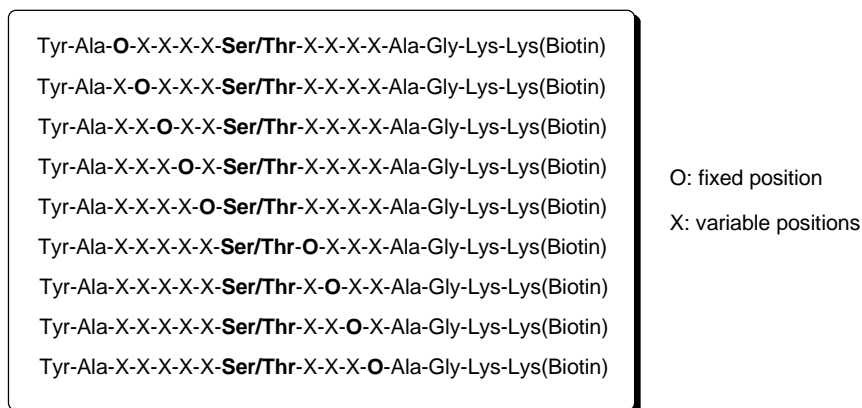 Tyr-Ala-O-X-X-X-X-Ser/Thr-X-X-X-X-Ala-Gly-Lys-Lys(Biotin)
Tyr-Ala-X-O-X-X-X-Ser/Thr-X-X-X-X-Ala-Gly-Lys-Lys(Biotin)
Tyr-Ala-X-X-O-X-X-Ser/Thr-X-X-X-X-Ala-Gly-Lys-Lys(Biotin)
Tyr-Ala-X-X-X-O-X-Ser/Thr-X-X-X-X-Ala-Gly-Lys-Lys(Biotin)
Tyr-Ala-X-X-X-X-O-Ser/Thr-X-X-X-X-Ala-Gly-Lys-Lys(Biotin)
Tyr-Ala-X-X-X-X-X-Ser/Thr-O-X-X-X-Ala-Gly-Lys-Lys(Biotin)
Tyr-Ala-X-X-X-X-X-Ser/Thr-X-O-X-X-Ala-Gly-Lys-Lys(Biotin)
Tyr-Ala-X-X-X-X-X-Ser/Thr-X-X-O-X-Ala-Gly-Lys-Lys(Biotin)
Tyr-Ala-X-X-X-X-X-Ser/Thr-X-X-X-O-Ala-Gly-Lys-Lys(Biotin)
O: fixed position
X: variable positions